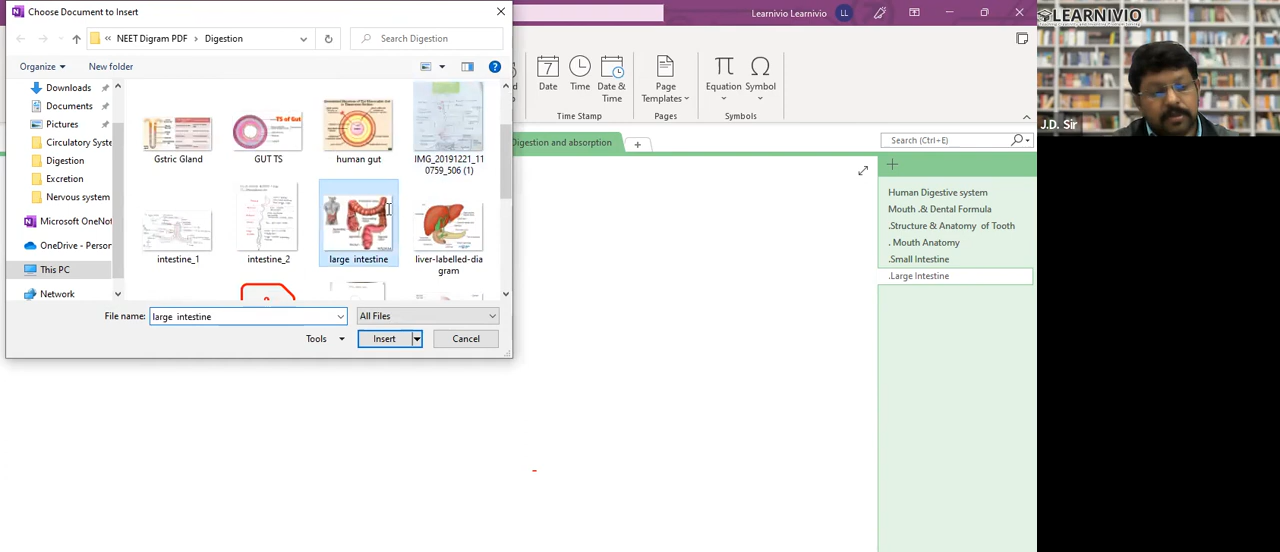 Choose Document to Insert
Learnivio Learnivio
LL
LEARNIVIO
« NEET Digram PDF > Digestion
Search Digestion
Organize
New folder
Downloads
Documents
Pictures
Circulatory Syste
Digestion
Excretion
Nervous system
Microsoft OneNot
OneDrive - Person
This PC
Network
Gstric Gland
GUT TS
human gut
IMG_20191221_11
0759_506 (1)
intestine_1
intestine_2
large intestine
liver-labelled-dia
gram
File name:
large intestine
All Files
Tools
Insert
Cancel
Date
Time
Date &
Time
Page
Templates
Equation
Symbol
Time Stamp
Pages
Symbols
Digestion and absorption
Search (Ctrl+E)
Human Digestive system
Mouth .& Dental Formula
.Structure & Anatomy of Tooth
. Mouth Anatomy
.Small Intestine
.Large Intestine
J.D. Sir